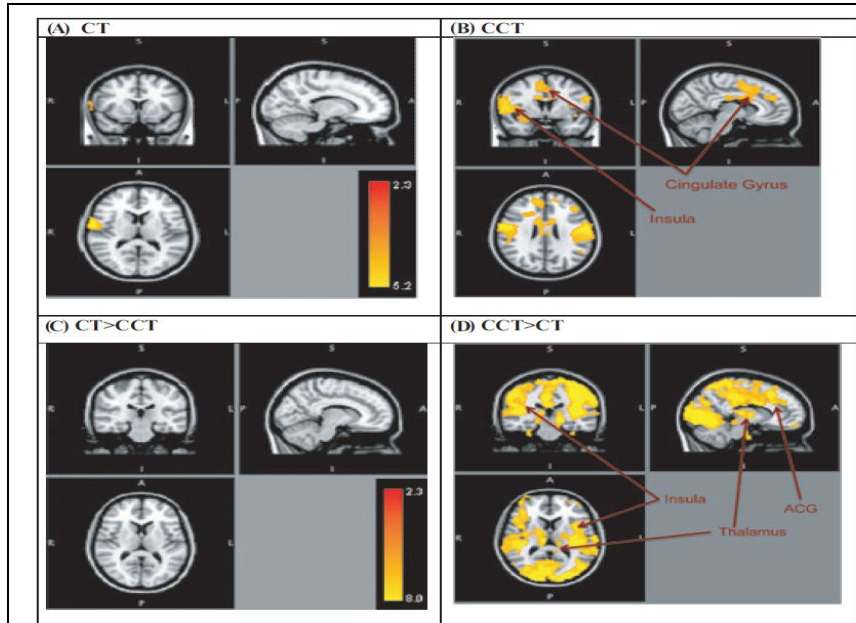 (A) CT
S
S
R
L
P
A
I
I
A
R
L
P
2.3
5.2
(B) CCT
S
S
R
L
P
A
I
I
Cingulate Gyrus
Insula
A
R
L
P
(C) CT>CCT
S
S
R
L
P
A
I
I
A
R
L
P
2.3
8.0
(D) CCT>CT
S
S
R
L
P
A
I
I
Insula
ACG
Thalamus
A
R
L
P